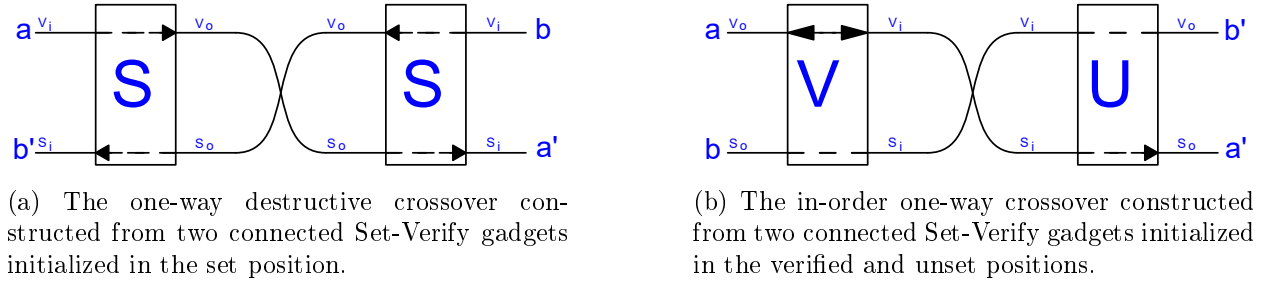 a vᵢ vₒ vₒ vᵢ b
S S
b' sᵢ sₒ sₒ sᵢ a'
(a) The one-way destructive crossover con-
structed from two connected Set-Verify gadgets
initialized in the set position.
a vₒ vᵢ vᵢ vₒ b'
V U
b sₒ sᵢ sᵢ sₒ a'
(b) The in-order one-way crossover constructed
from two connected Set-Verify gadgets initialized
in the verified and unset positions.